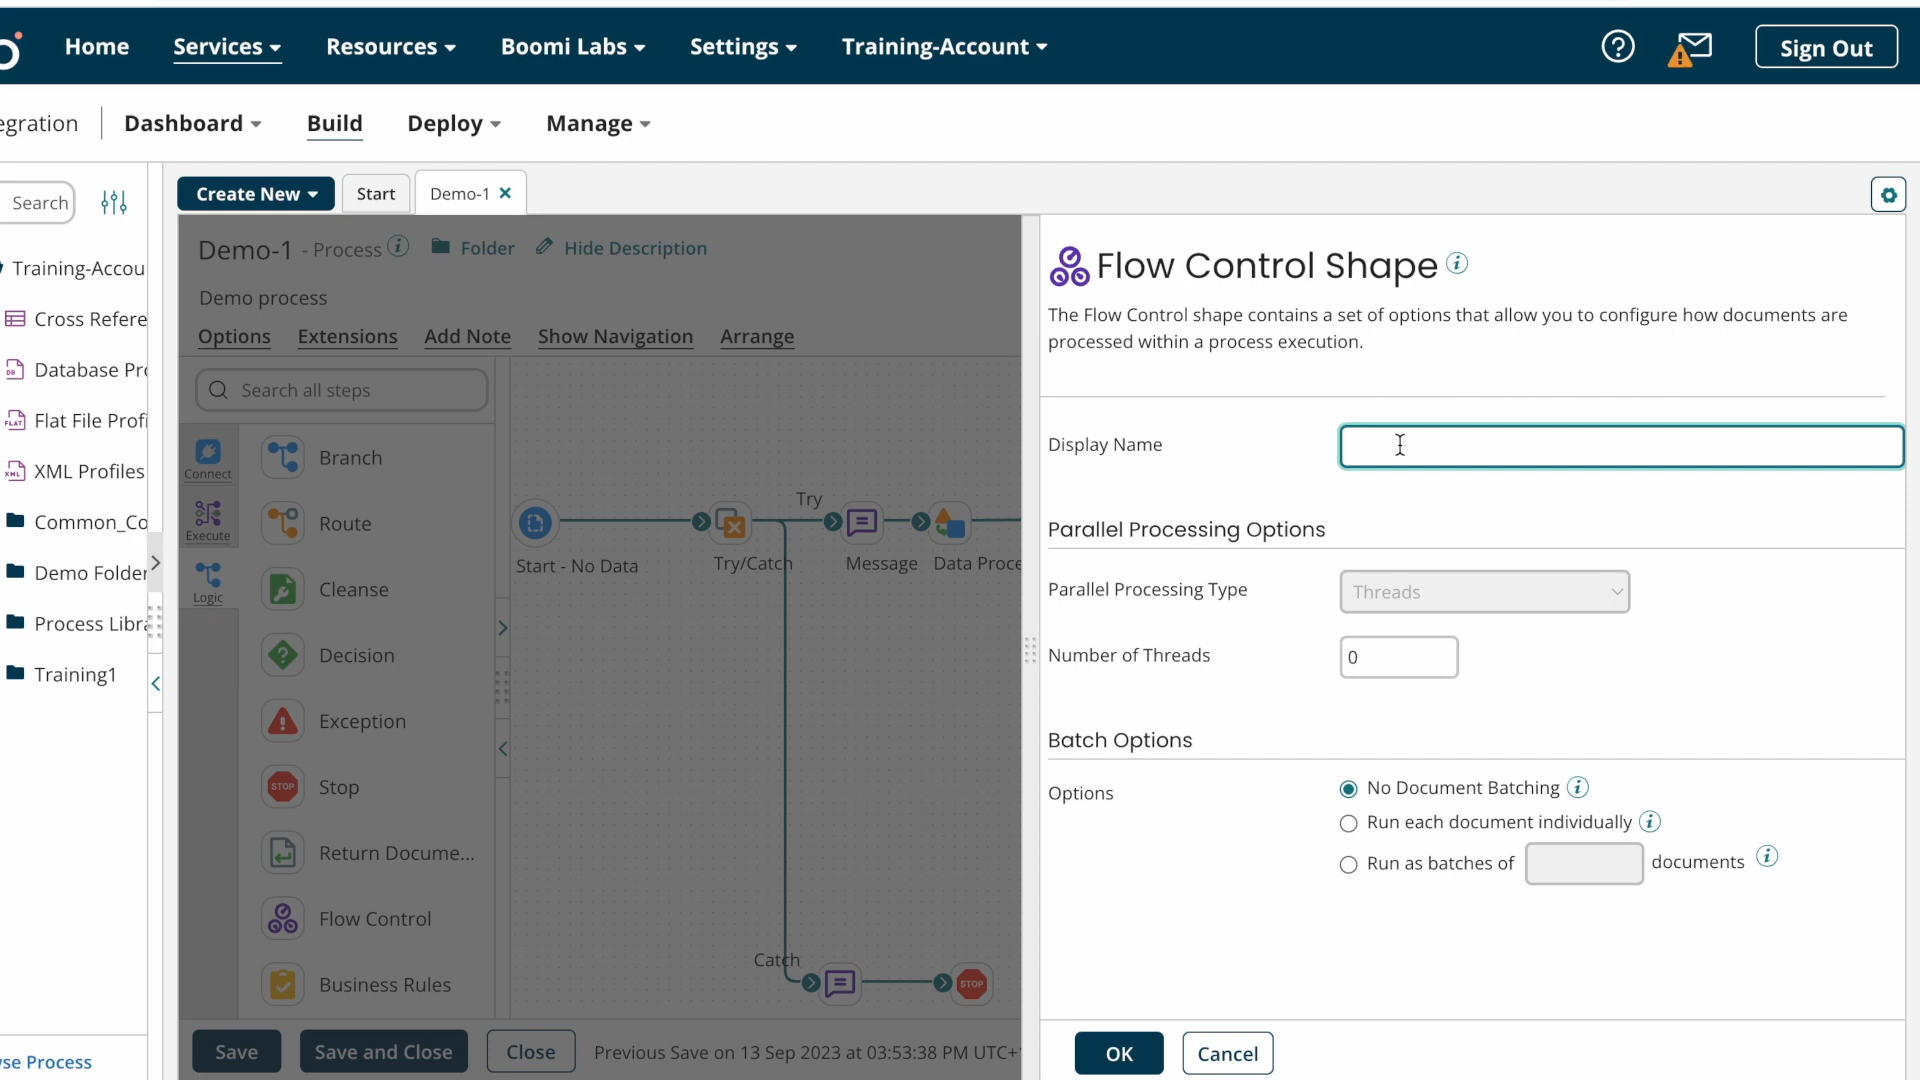 Home Services Resources Boomi Labs Settings Training-Account Sign Out
egration Dashboard Build Deploy Manage
Search
Create New Start Demo-1
Training-Accou
Cross Refere
Database Pro
Flat File Profi
XML Profiles
Common_Co
Demo Folder
Process Libra
Training1
se Process
Demo-1 - Process Folder Hide Description
Demo process
Options Extensions Add Note Show Navigation Arrange
Search all steps
Connect
Execute
Logic
Branch
Route
Cleanse
Decision
Exception
STOP Stop
Return Docume...
Flow Control
Business Rules
Start - No Data
Try/Catch
Try
Message
Data Proce
Catch
STOP
Save Save and Close Close Previous Save on 13 Sep 2023 at 03:53:38 PM UTC+
Flow Control Shape
The Flow Control shape contains a set of options that allow you to configure how documents are
processed within a process execution.
Display Name
Parallel Processing Options
Parallel Processing Type Threads
Number of Threads 0
Batch Options
Options No Document Batching
Run each document individually
Run as batches of documents
OK Cancel